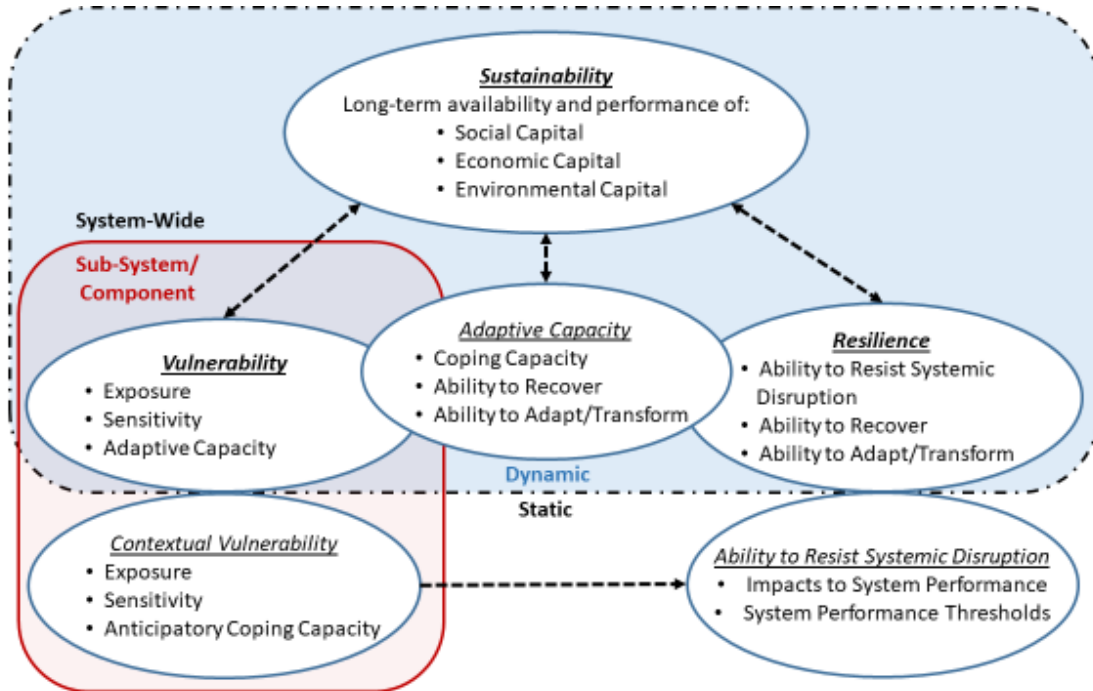 Sustainability
Long-term availability and performance of:
• Social Capital
• Economic Capital
• Environmental Capital
System-Wide
Sub-System/
Component
Vulnerability
• Exposure
• Sensitivity
• Adaptive Capacity
Adaptive Capacity
• Coping Capacity
• Ability to Recover
• Ability to Adapt/Transform
Resilience
• Ability to Resist Systemic
Disruption
• Ability to Recover
• Ability to Adapt/Transform
Dynamic
Static
Contextual Vulnerability
• Exposure
• Sensitivity
• Anticipatory Coping Capacity
Ability to Resist Systemic Disruption
• Impacts to System Performance
• System Performance Thresholds